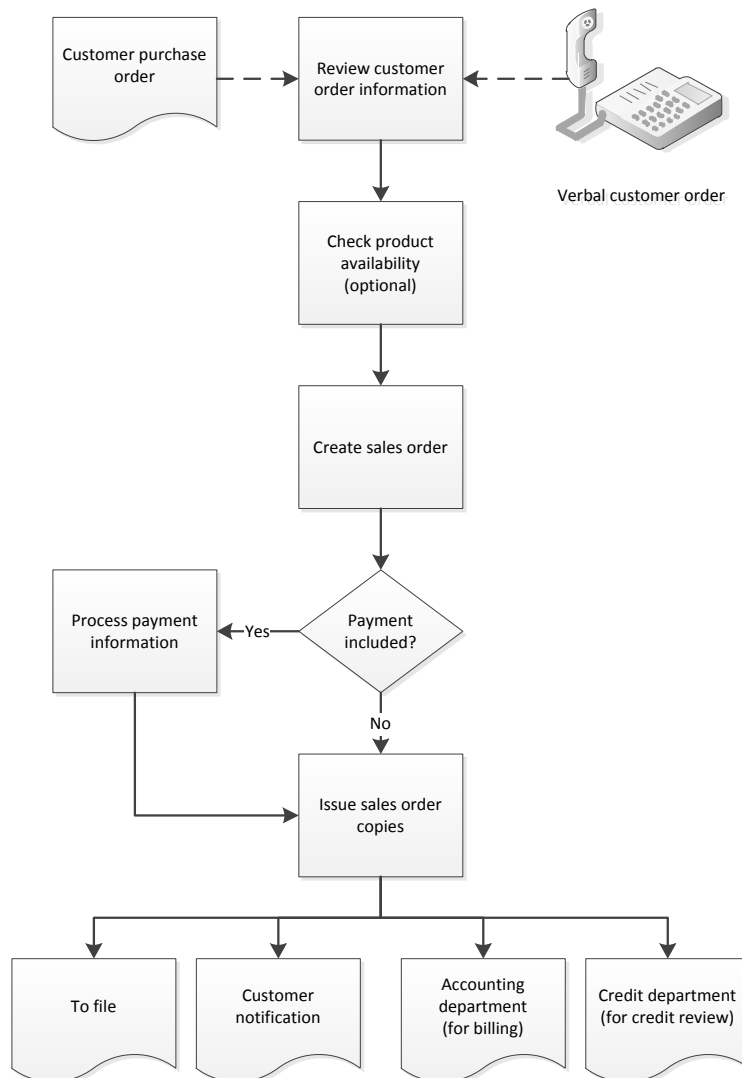 Customer purchase
order
Review customer
order information
Verbal customer order
Check product
availability
(optional)
Create sales order
Payment
included?
Yes
Process payment
information
No
Issue sales order
copies
To file
Customer
notification
Accounting
department
(for billing)
Credit department
(for credit review)